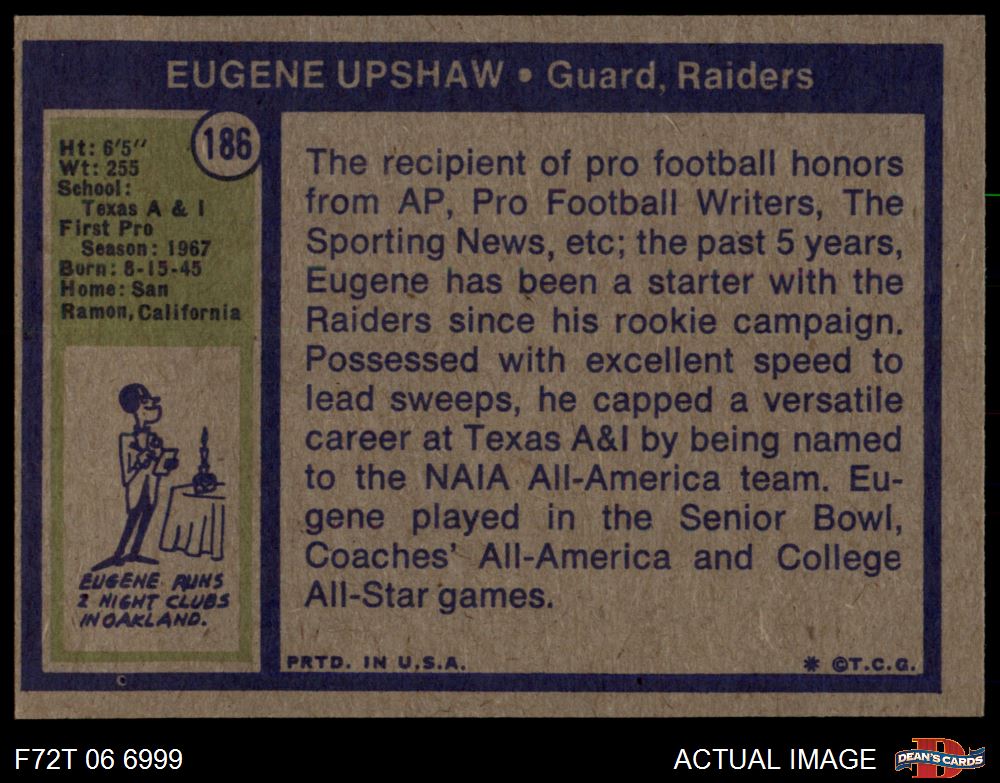 EUGENE UPSHAW • Guard, Raiders
186
Ht: 6'5''
Wt: 255
School:
Texas A & I
First Pro
Season: 1967
Born: 8-15-45
Home: San
Ramon, California
EUGENE RUNS
2 NIGHT CLUBS
IN OAKLAND.
The recipient of pro football honors
from AP, Pro Football Writers, The
Sporting News, etc; the past 5 years,
Eugene has been a starter with the
Raiders since his rookie campaign.
Possessed with excellent speed to
lead sweeps, he capped a versatile
career at Texas A&I by being named
to the NAIA All-America team. Eu-
gene played in the Senior Bowl,
Coaches' All-America and College
All-Star games.
PRTD. IN U.S.A.
* ©T.C.G.
F72T 06 6999
ACTUAL IMAGE
D
DEAN'S CARDS